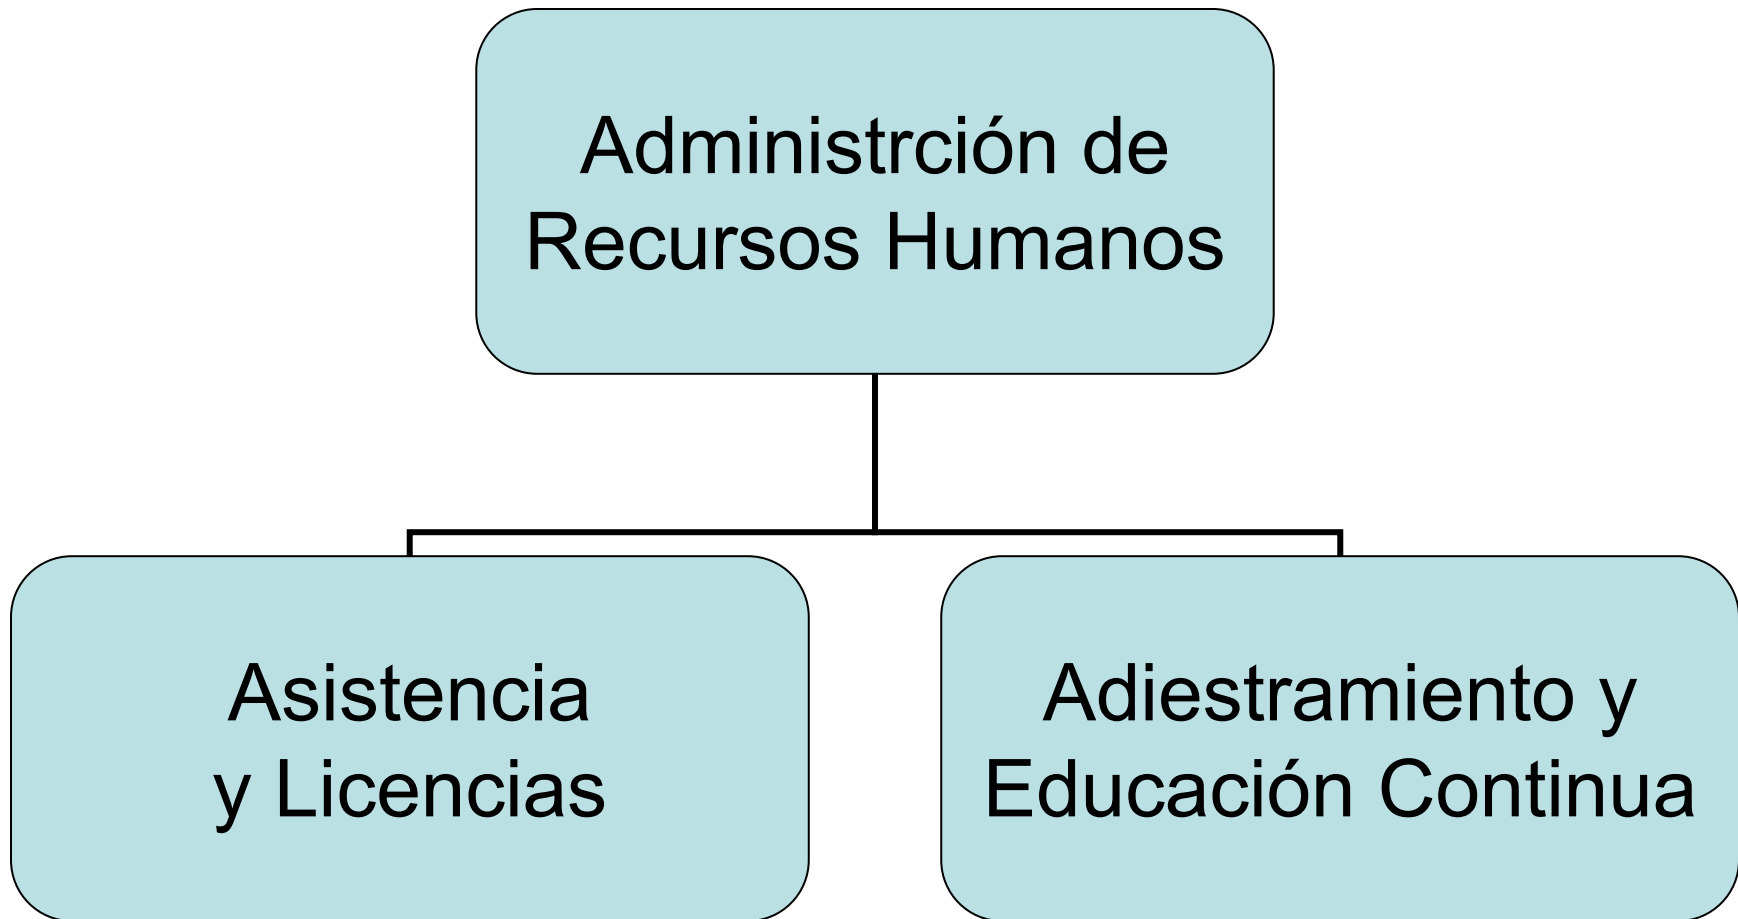 Administrción de
Recursos Humanos
Asistencia
y Licencias
Adiestramiento y
Educación Continua